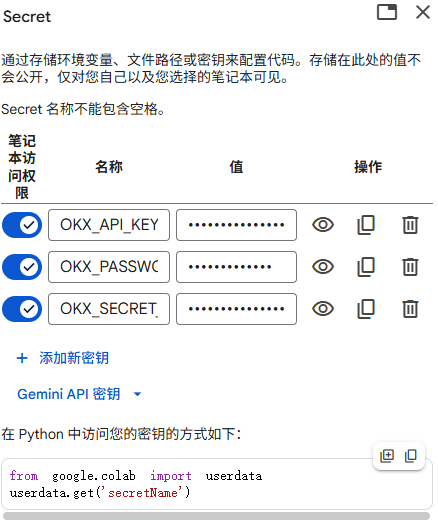 Secret
通过存储环境变量、文件路径或密钥来配置代码。存储在此处的值不
会公开，仅对您自己以及您选择的笔记本可见。
Secret 名称不能包含空格。
笔记本访问权限 名称 值 操作
OKX_API_KEY ••••••••••••••
OKX_PASSWC ••••••••••••
OKX_SECRET_ ••••••••••••••
+ 添加新密钥
Gemini API 密钥
在 Python 中访问您的密钥的方式如下：
from google.colab import userdata
userdata.get('secretName')